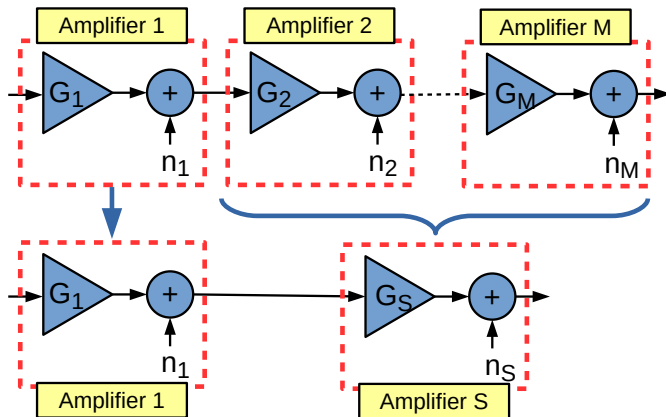 Amplifier 1
Amplifier 2
Amplifier M
G1
+
G2
+
GM
+
n1
n2
nM
G1
+
GS
+
n1
nS
Amplifier 1
Amplifier S